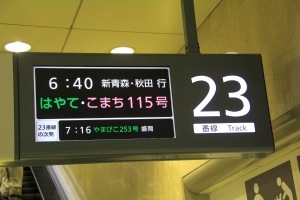 6:40 新青森・秋田 行
はやて・こまち 115号
23番線
の次発
7:16 やまびこ253号 盛岡
23
番線 Track